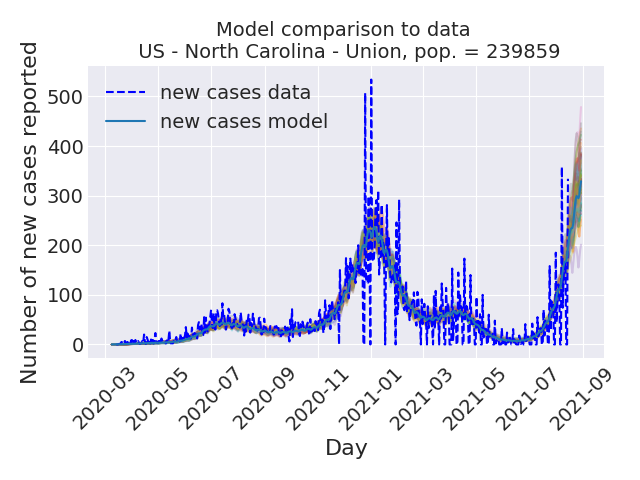 Model comparison to data
US - North Carolina - Union, pop. = 239859
Number of new cases reported
500
400
300
200
100
0
new cases data
new cases model
2020-03
2020-05
2020-07
2020-09
2020-11
2021-01
2021-03
2021-05
2021-07
2021-09
Day